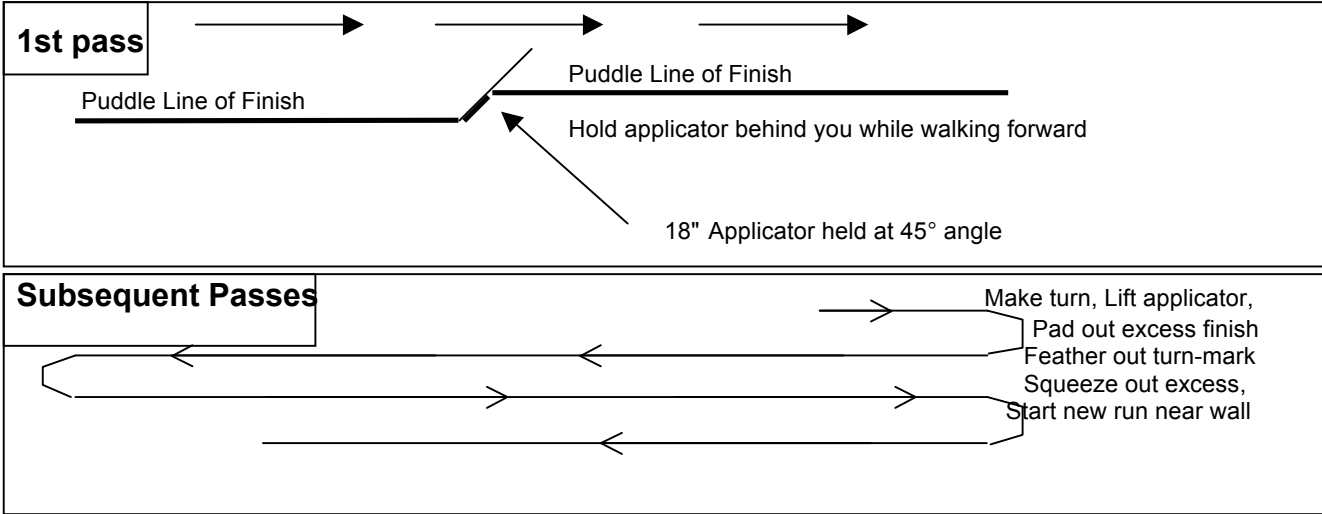 1st pass
Puddle Line of Finish
Puddle Line of Finish
Hold applicator behind you while walking forward
18" Applicator held at 45° angle
Subsequent Passes
Make turn, Lift applicator,
Pad out excess finish
Feather out turn-mark
Squeeze out excess,
Start new run near wall